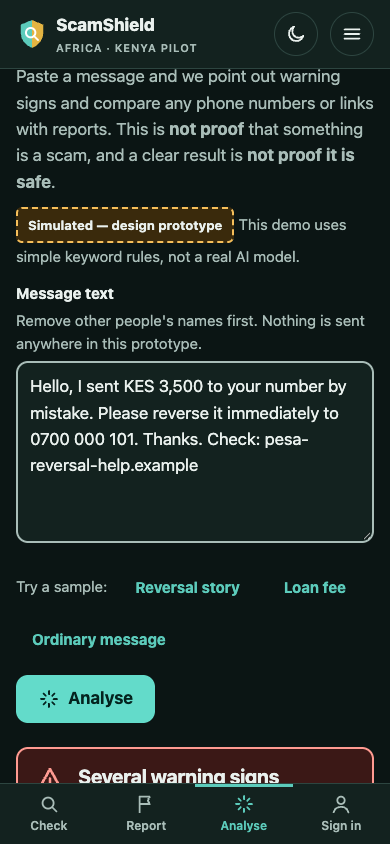 ScamShield
AFRICA · KENYA PILOT
Paste a message and we point out warning
signs and compare any phone numbers or links
with reports. This is not proof that something
is a scam, and a clear result is not proof it is
safe.
Simulated — design prototype This demo uses
simple keyword rules, not a real AI model.
Message text
Remove other people's names first. Nothing is sent
anywhere in this prototype.
Hello, I sent KES 3,500 to your number by
mistake. Please reverse it immediately to
0700 000 101. Thanks. Check: pesa-
reversal-help.example
Try a sample: Reversal story Loan fee
Ordinary message
Analyse
Several warning signs
Check Report Analyse Sign in